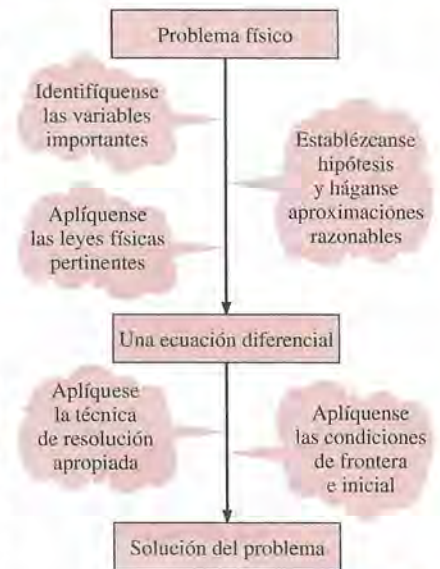 Problema físico
Identifíquense
las variables
importantes
Establézcanse
hipótesis
y háganse
aproximaciones
razonables
Aplíquense
las leyes físicas
pertinentes
Una ecuación diferencial
Aplíquese
la técnica
de resolución
apropiada
Aplíquense
las condiciones
de frontera
e inicial
Solución del problema